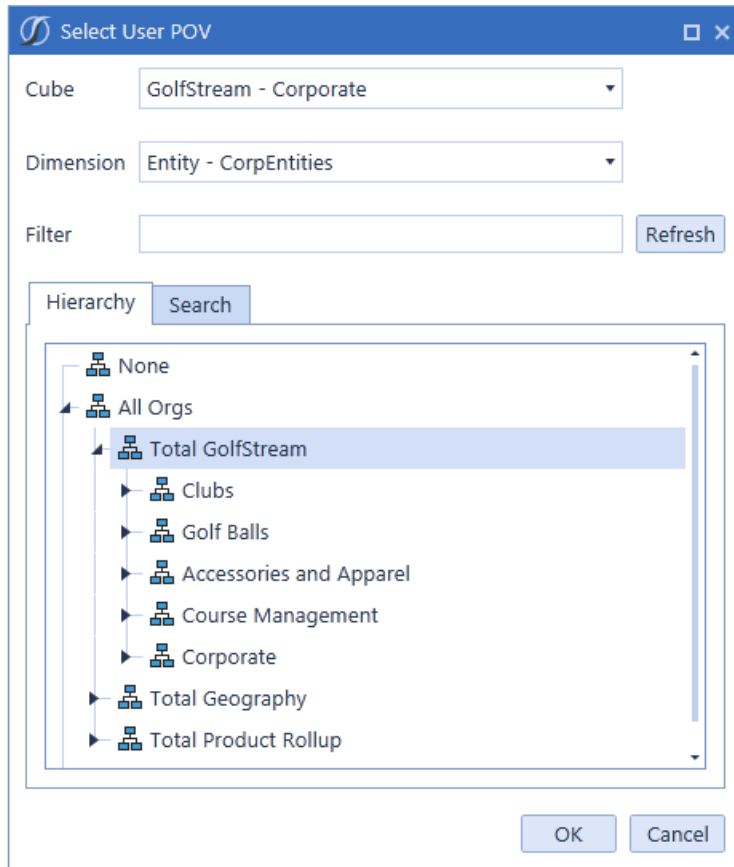 Select User POV
Cube GolfStream - Corporate
Dimension Entity - CorpEntities
Filter Refresh
Hierarchy Search
None
All Orgs
Total GolfStream
Clubs
Golf Balls
Accessories and Apparel
Course Management
Corporate
Total Geography
Total Product Rollup
OK Cancel